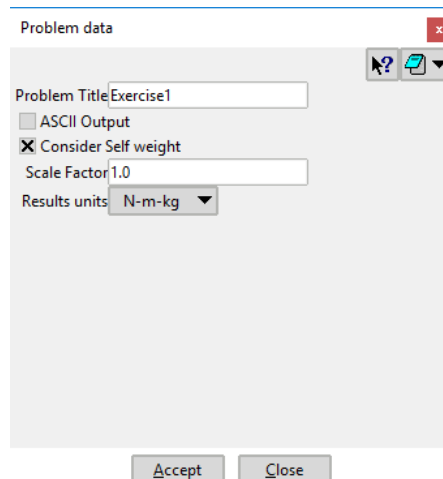 Problem data
x
?
Problem Title Exercise1
ASCII Output
Consider Self weight
Scale Factor 1.0
Results units N-m-kg
Accept Close